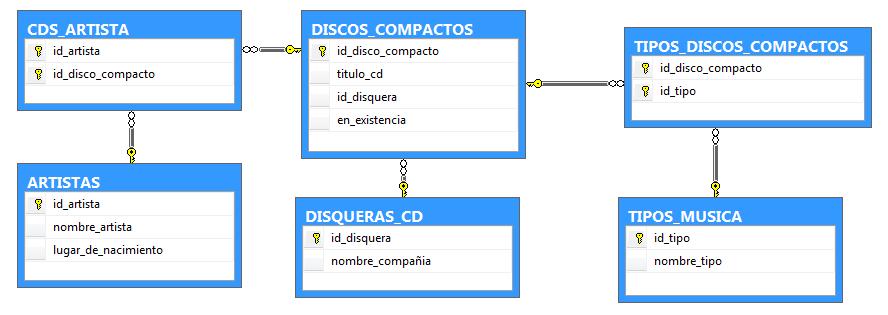 CDS_ARTISTA
id_artista
id_disco_compacto
DISCOS_COMPACTOS
id_disco_compacto
titulo_cd
id_disquera
en_existencia
TIPOS_DISCOS_COMPACTOS
id_disco_compacto
id_tipo
ARTISTAS
id_artista
nombre_artista
lugar_de_nacimiento
DISQUERAS_CD
id_disquera
nombre_compañia
TIPOS_MUSICA
id_tipo
nombre_tipo